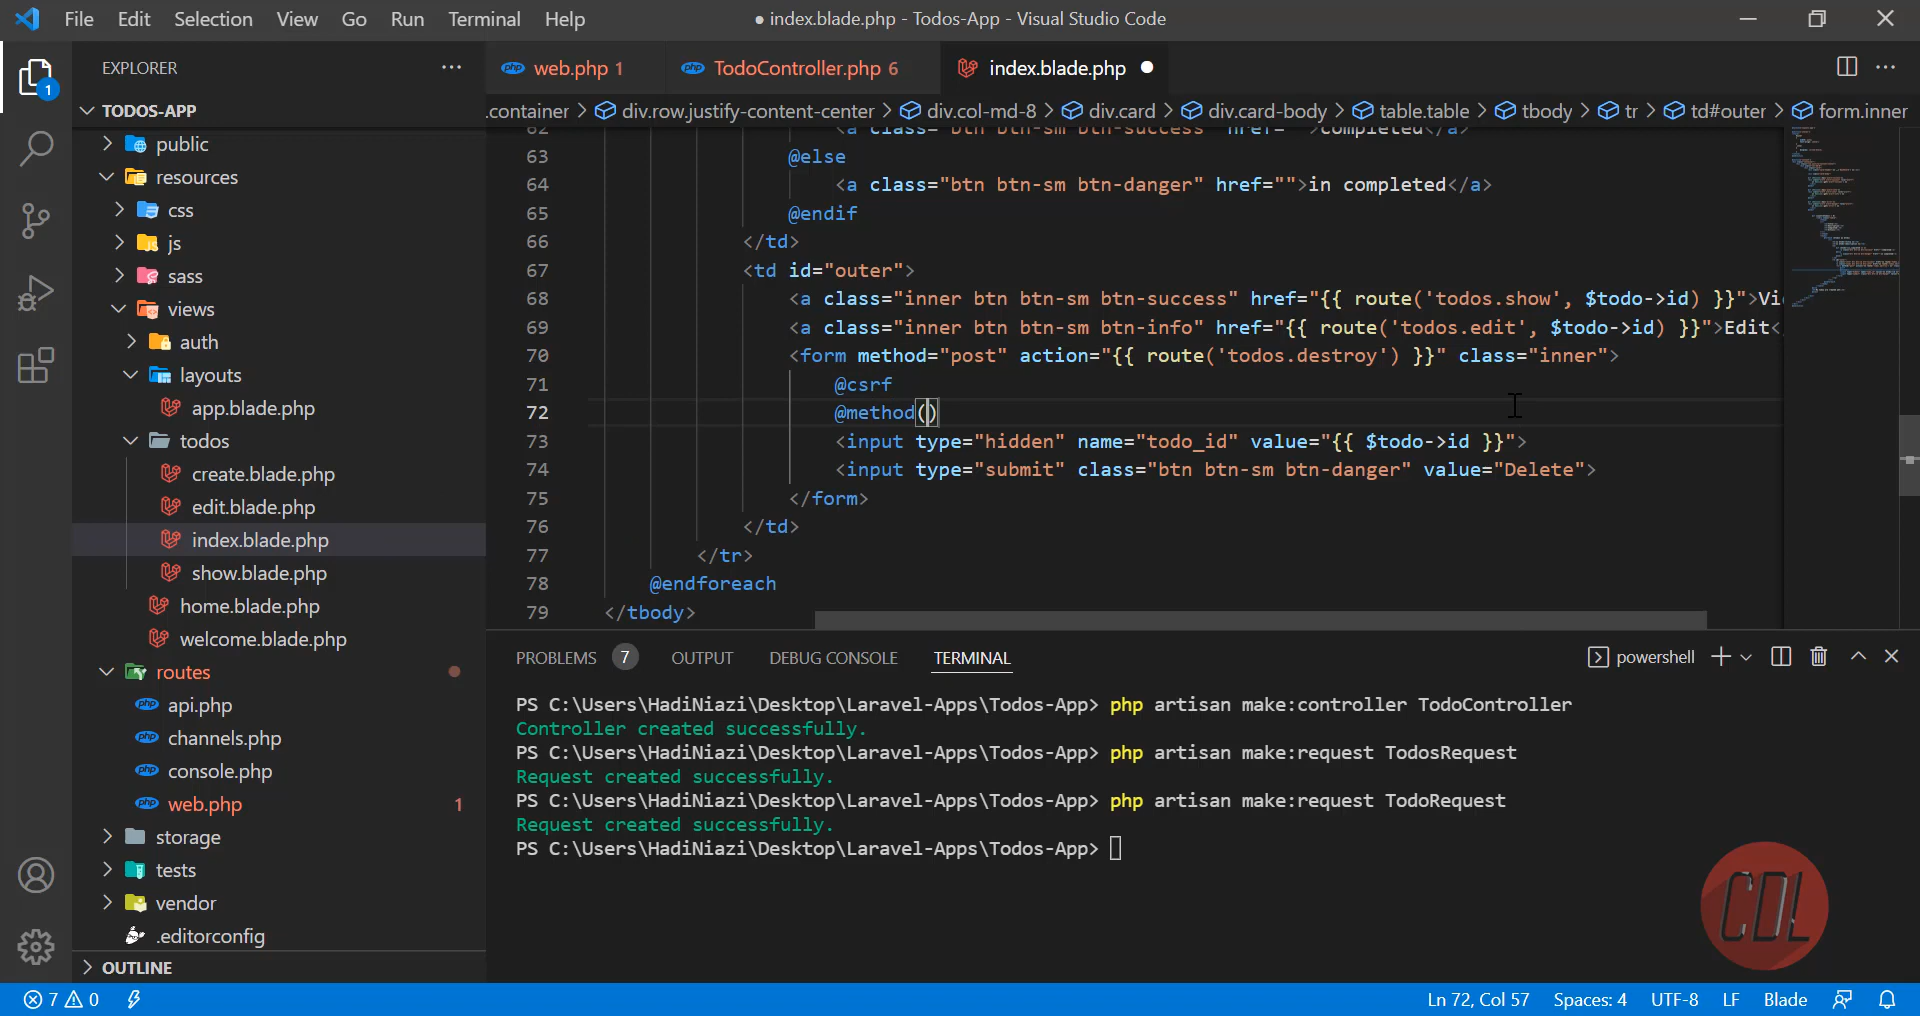 File Edit Selection View Go Run Terminal Help
● index.blade.php - Todos-App - Visual Studio Code
EXPLORER
web.php 1
TodoController.php 6
index.blade.php
TODOS-APP
.container > div.row.justify-content-center > div.col-md-8 > div.card > div.card-body > table.table > tbody > tr > td#outer > form.inner
1
public
resources
css
js
sass
views
auth
layouts
app.blade.php
todos
create.blade.php
edit.blade.php
index.blade.php
show.blade.php
home.blade.php
welcome.blade.php
routes
api.php
channels.php
console.php
web.php 1
storage
tests
vendor
.editorconfig
OUTLINE
62 <a class="btn btn-sm btn-success" href="">completed</a>
63 @else
64 <a class="btn btn-sm btn-danger" href="">in completed</a>
65 @endif
66 </td>
67 <td id="outer">
68 <a class="inner btn btn-sm btn-success" href="{{ route('todos.show', $todo->id) }}">Vi
69 <a class="inner btn btn-sm btn-info" href="{{ route('todos.edit', $todo->id) }}">Edit<
70 <form method="post" action="{{ route('todos.destroy') }}" class="inner">
71 @csrf
72 @method()
73 <input type="hidden" name="todo_id" value="{{ $todo->id }}">
74 <input type="submit" class="btn btn-sm btn-danger" value="Delete">
75 </form>
76 </td>
77 </tr>
78 @endforeach
79 </tbody>
PROBLEMS 7 OUTPUT DEBUG CONSOLE TERMINAL
powershell
PS C:\Users\HadiNiazi\Desktop\Laravel-Apps\Todos-App> php artisan make:controller TodoController
Controller created successfully.
PS C:\Users\HadiNiazi\Desktop\Laravel-Apps\Todos-App> php artisan make:request TodosRequest
Request created successfully.
PS C:\Users\HadiNiazi\Desktop\Laravel-Apps\Todos-App> php artisan make:request TodoRequest
Request created successfully.
PS C:\Users\HadiNiazi\Desktop\Laravel-Apps\Todos-App>
CDL
7 0
Ln 72, Col 57 Spaces: 4 UTF-8 LF Blade